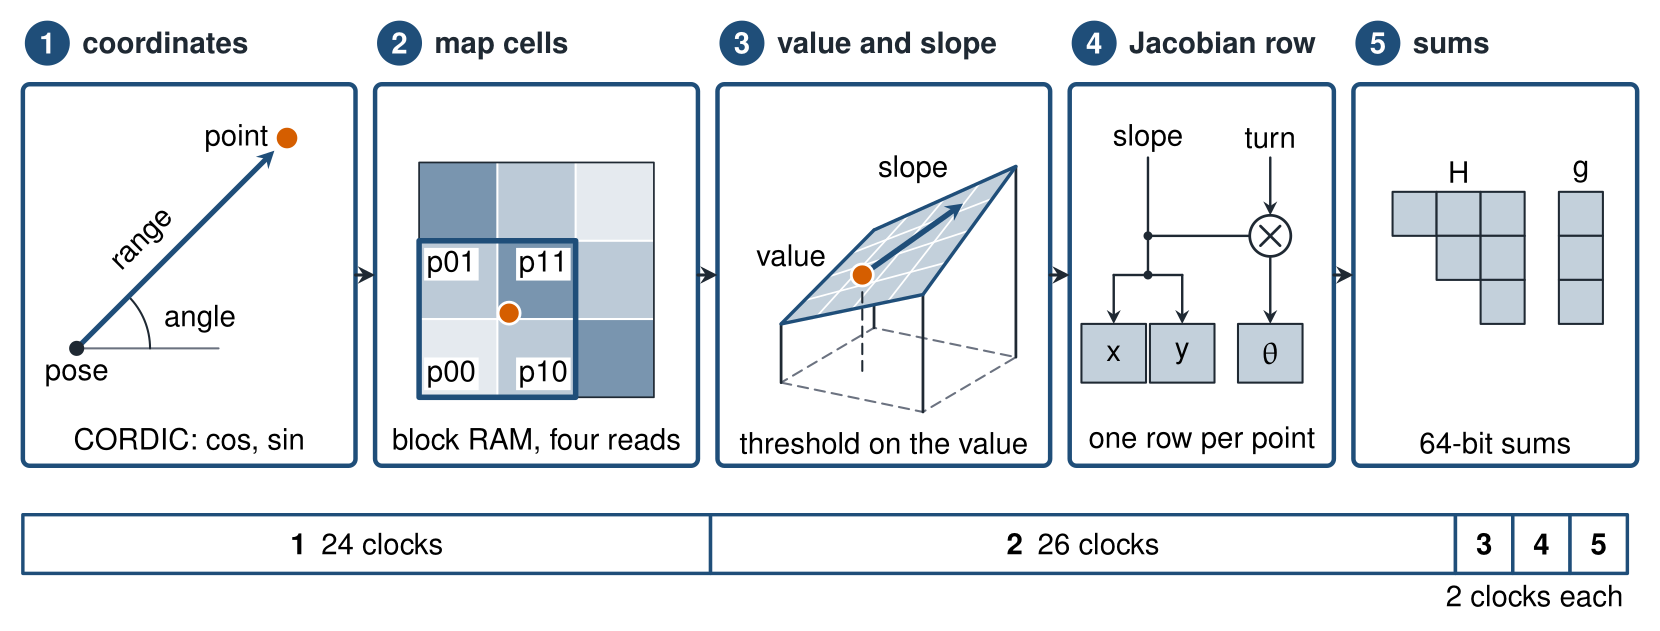 1 coordinates
2 map cells
3 value and slope
4 Jacobian row
5 sums
point
range
angle
pose
CORDIC: cos, sin
p01 p11
p00 p10
block RAM, four reads
slope
value
threshold on the value
slope turn
x y θ
one row per point
H g
64-bit sums
1 24 clocks
2 26 clocks
3 4 5
2 clocks each